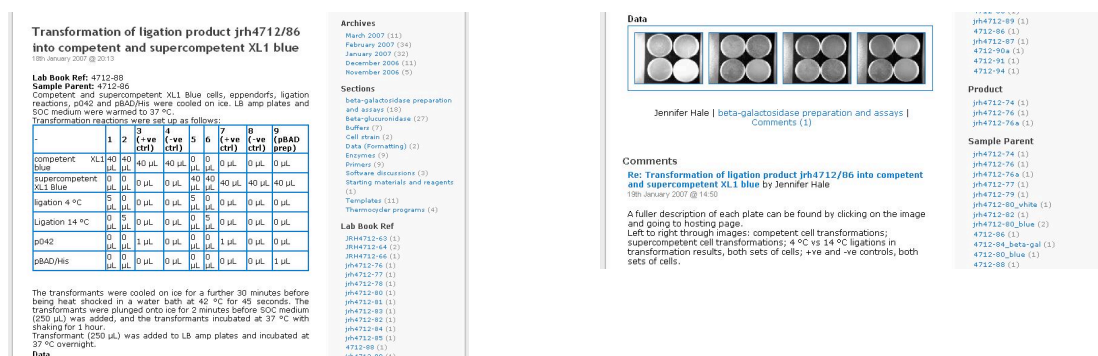 Transformation of ligation product jrh4712/86
into competent and supercompetent XL1 blue
18th January 2007 @ 20:13
Lab Book Ref: 4712-88
Sample Parent: 4712-86
Competent and supercompetent XL1 Blue cells, eppendorfs, ligation
reactions, p042 and pBAD/His were cooled on ice. LB amp plates and
SOC medium were warmed to 37 ºC.
Transformation reactions were set up as follows:
- 1 2 3 (+ve ctrl) 4 (-ve ctrl) 5 6 7 (+ve ctrl) 8 (-ve ctrl) 9 (pBAD prep)
competent XL1 blue 40 µL 40 µL 40 µL 40 µL 0 µL 0 µL 0 µL 0 µL 0 µL
supercompetent XL1 Blue 0 µL 0 µL 0 µL 0 µL 40 µL 40 µL 40 µL 40 µL 40 µL
ligation 4 ºC 5 µL 0 µL 0 µL 0 µL 5 µL 0 µL 0 µL 0 µL 0 µL
Ligation 14 ºC 0 µL 5 µL 0 µL 0 µL 0 µL 5 µL 0 µL 0 µL 0 µL
p042 0 µL 0 µL 1 µL 0 µL 0 µL 0 µL 1 µL 0 µL 0 µL
pBAD/His 0 µL 0 µL 0 µL 0 µL 0 µL 0 µL 0 µL 0 µL 1 µL
The transformants were cooled on ice for a further 30 minutes before
being heat shocked in a water bath at 42 ºC for 45 seconds. The
transformants were plunged onto ice for 2 minutes before SOC medium
(250 µL) was added, and the transformants incubated at 37 ºC with
shaking for 1 hour.
Transformant (250 µL) was added to LB amp plates and incubated at
37 ºC overnight.
Data
Archives
March 2007 (11)
February 2007 (34)
January 2007 (32)
December 2006 (11)
November 2006 (5)
Sections
beta-galactosidase preparation
and assays (18)
Beta-glucuronidase (27)
Buffers (7)
Cell strain (2)
Data (Formatting) (2)
Enzymes (9)
Primers (9)
Software discussions (3)
Starting materials and reagents
(1)
Templates (11)
Thermocycler programs (4)
Lab Book Ref
JRH4712-63 (1)
JRH4712-64 (2)
JRH4712-66 (1)
jrh4712-76 (1)
jrh4712-77 (1)
jrh4712-78 (1)
jrh4712-80 (1)
jrh4712-81 (1)
jrh4712-83 (1)
jrh4712-82 (1)
jrh4712-84 (1)
jrh4712-85 (1)
4712-88 (1)
Data
Jennifer Hale | beta-galactosidase preparation and assays |
Comments (1)
Comments
Re: Transformation of ligation product jrh4712/86 into competent
and supercompetent XL1 blue by Jennifer Hale
19th January 2007 @ 14:50
A fuller description of each plate can be found by clicking on the image
and going to hosting page.
Left to right through images: competent cell transformations;
supercompetent cell transformations; 4 ºC vs 14 ºC ligations in
transformation results, both sets of cells; +ve and -ve controls, both
sets of cells.
jrh4712-89 (1)
4712-86 (1)
jrh4712-87 (1)
4712-90a (1)
4712-91 (1)
4712-94 (1)
Product
jrh4712-74 (1)
jrh4712-76 (1)
jrh4712-76a (1)
Sample Parent
jrh4712-74 (1)
jrh4712-76 (1)
jrh4712-76a (1)
jrh4712-77 (1)
jrh4712-79 (1)
jrh4712-80_white (1)
jrh4712-82 (1)
jrh4712-80_blue (2)
4712-86 (1)
4712-84_beta-gal (1)
4712-80_blue (1)
4712-88 (1)